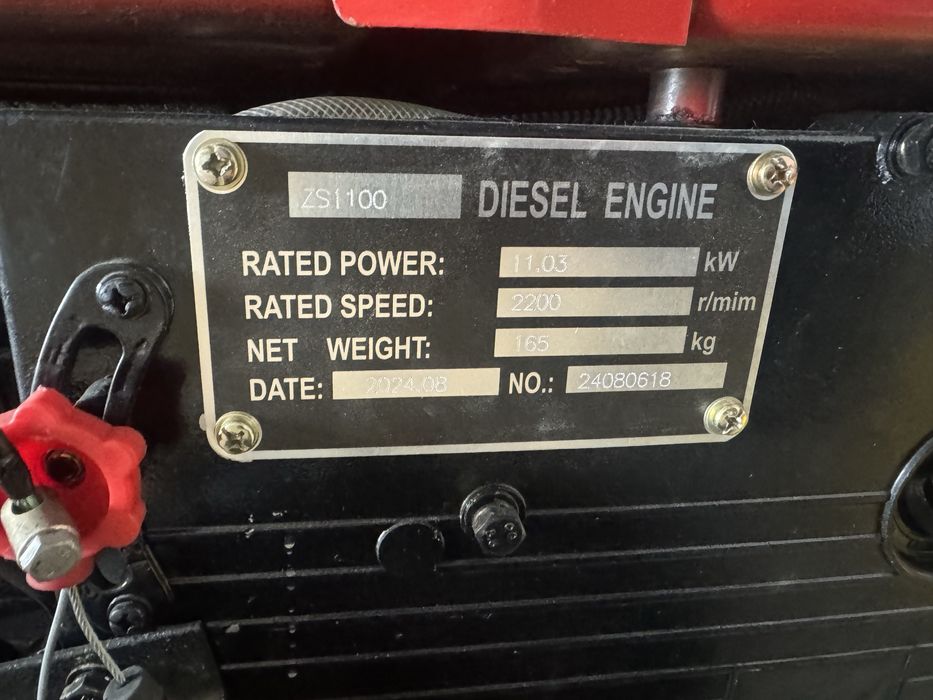 ZS1100 DIESEL ENGINE
RATED POWER: 11.03 kW
RATED SPEED: 2200 r/mim
NET WEIGHT: 165 kg
DATE: 2024.08 NO.: 24080618